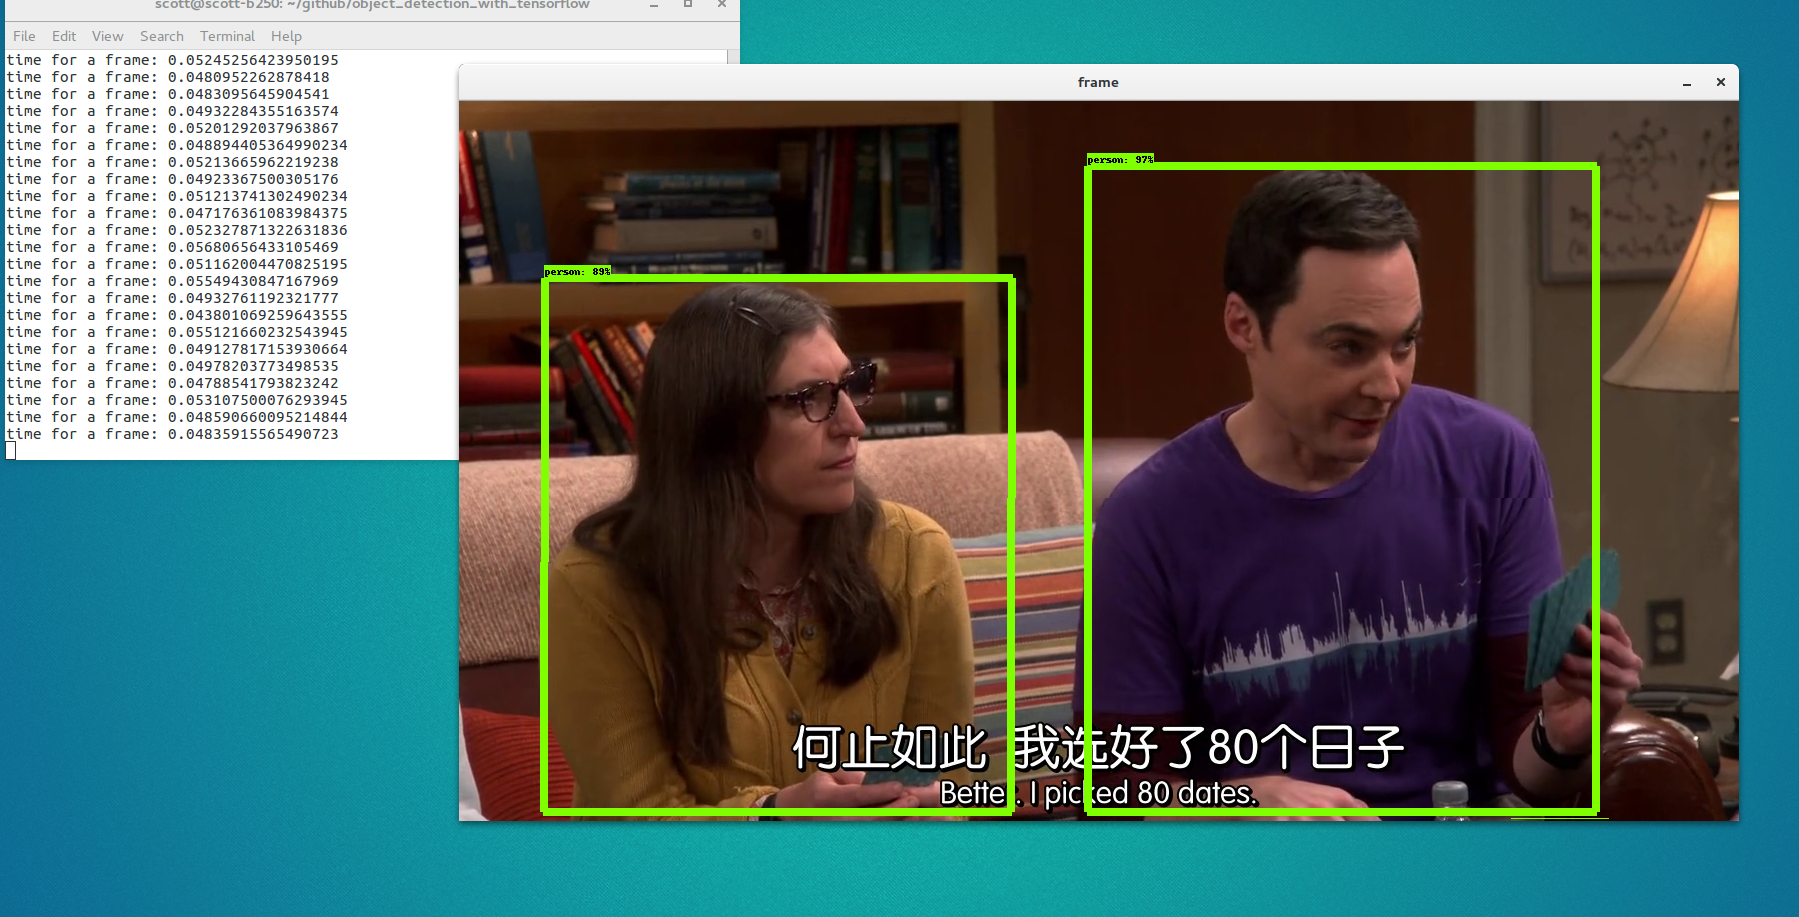 scott@scott-b250: ~/github/object_detection_with_tensorflow
File Edit View Search Terminal Help
time for a frame: 0.05245256423950195
time for a frame: 0.0480952262878418
time for a frame: 0.0483095645904541
time for a frame: 0.04932284355163574
time for a frame: 0.05201292037963867
time for a frame: 0.048894405364990234
time for a frame: 0.05213665962219238
time for a frame: 0.04923367500305176
time for a frame: 0.051213741302490234
time for a frame: 0.047176361083984375
time for a frame: 0.052327871322631836
time for a frame: 0.05680656433105469
time for a frame: 0.051162004470825195
time for a frame: 0.05549430847167969
time for a frame: 0.04932761192321777
time for a frame: 0.043801069259643555
time for a frame: 0.055121660232543945
time for a frame: 0.049127817153930664
time for a frame: 0.04978203773498535
time for a frame: 0.04788541793823242
time for a frame: 0.053107500076293945
time for a frame: 0.048590660095214844
time for a frame: 0.04835915565490723
frame
person: 97%
person: 89%
何止如此 我选好了80个日子
Better. I picked 80 dates.